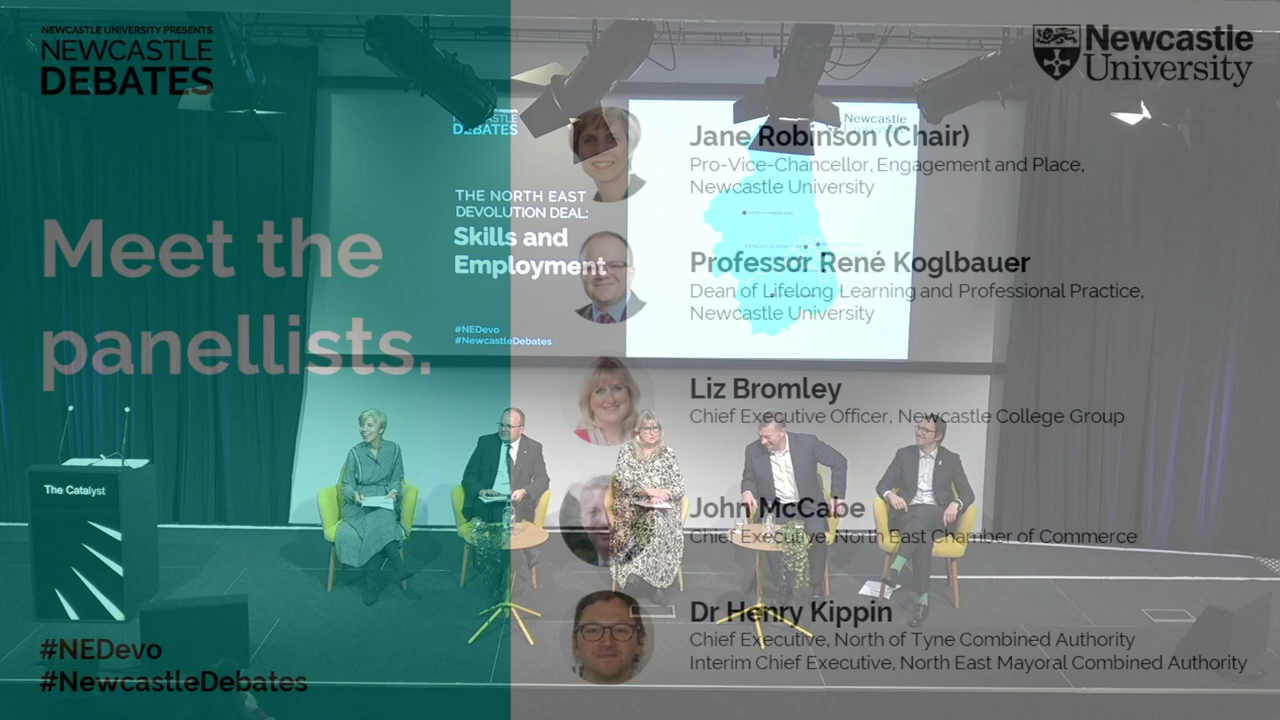 NEWCASTLE UNIVERSITY PRESENTS
NEWCASTLE
DEBATES
Newcastle
University
Meet the
panellists.
#NEDevo
#NewcastleDebates
Jane Robinson (Chair)
Pro-Vice-Chancellor, Engagement and Place,
Newcastle University
Professor René Koglbauer
Dean of Lifelong Learning and Professional Practice,
Newcastle University
Liz Bromley
Chief Executive Officer, Newcastle College Group
John McCabe
Chief Executive, North East Chamber of Commerce
Dr Henry Kippin
Chief Executive, North of Tyne Combined Authority
Interim Chief Executive, North East Mayoral Combined Authority
DEBATES
Newcastle
THE NORTH EAST
DEVOLUTION DEAL:
Skills and
Employment
#NEDevo
#NewcastleDebates
The Catalyst